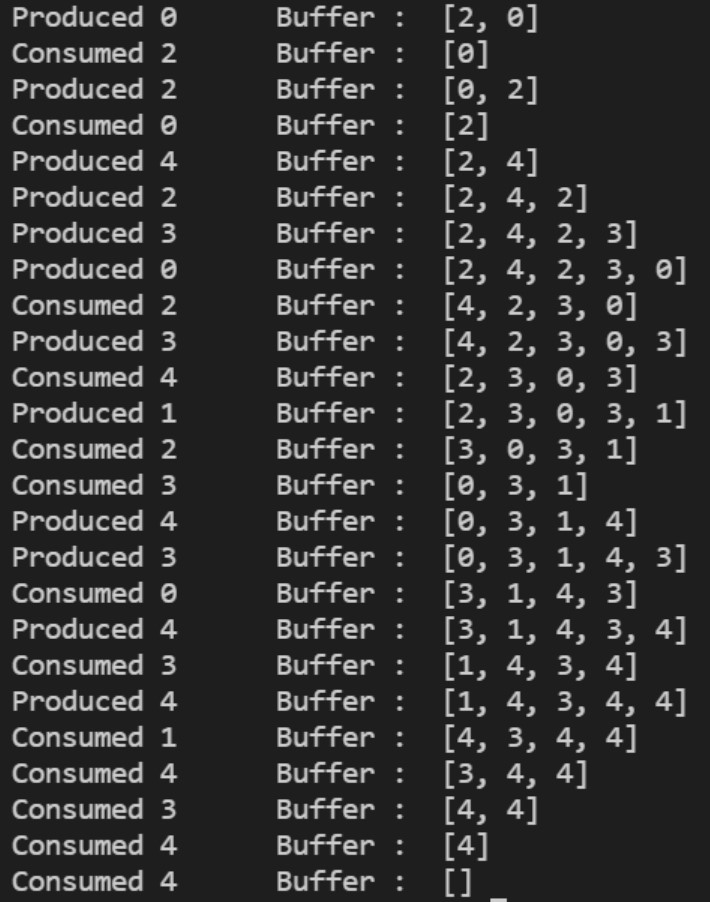 Produced 0      Buffer :  [2, 0]
Consumed 2      Buffer :  [0]
Produced 2      Buffer :  [0, 2]
Consumed 0      Buffer :  [2]
Produced 4      Buffer :  [2, 4]
Produced 2      Buffer :  [2, 4, 2]
Produced 3      Buffer :  [2, 4, 2, 3]
Produced 0      Buffer :  [2, 4, 2, 3, 0]
Consumed 2      Buffer :  [4, 2, 3, 0]
Produced 3      Buffer :  [4, 2, 3, 0, 3]
Consumed 4      Buffer :  [2, 3, 0, 3]
Produced 1      Buffer :  [2, 3, 0, 3, 1]
Consumed 2      Buffer :  [3, 0, 3, 1]
Consumed 3      Buffer :  [0, 3, 1]
Produced 4      Buffer :  [0, 3, 1, 4]
Produced 3      Buffer :  [0, 3, 1, 4, 3]
Consumed 0      Buffer :  [3, 1, 4, 3]
Produced 4      Buffer :  [3, 1, 4, 3, 4]
Consumed 3      Buffer :  [1, 4, 3, 4]
Produced 4      Buffer :  [1, 4, 3, 4, 4]
Consumed 1      Buffer :  [4, 3, 4, 4]
Consumed 4      Buffer :  [3, 4, 4]
Consumed 3      Buffer :  [4, 4]
Consumed 4      Buffer :  [4]
Consumed 4      Buffer :  []